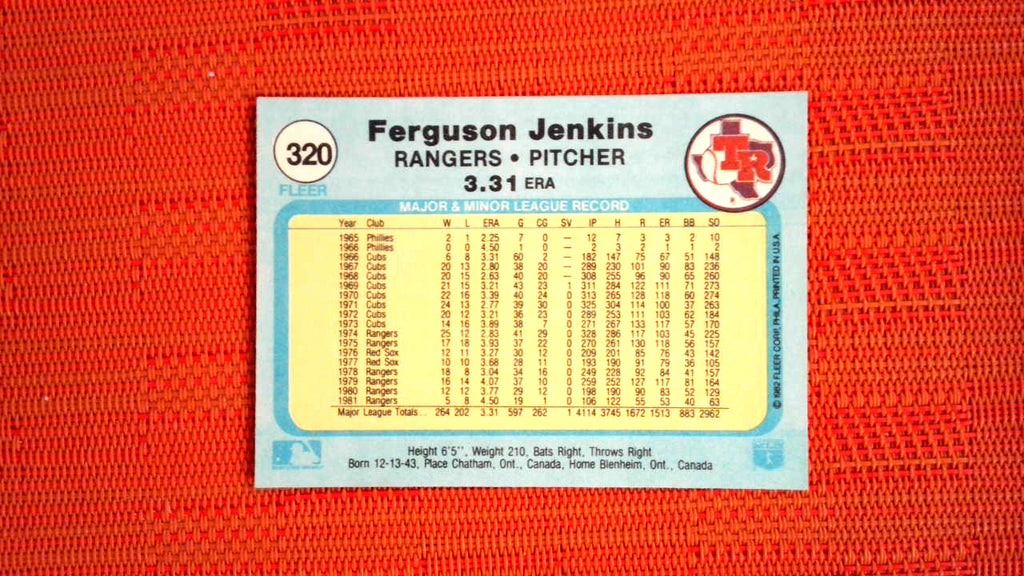 320
FLEER
Ferguson Jenkins
RANGERS • PITCHER
3.31 ERA
TR
MAJOR & MINOR LEAGUE RECORD
Year Club W L ERA G CG SV IP H R ER BB SO
1965 Phillies 2 1 2.25 7 0 — 12 7 3 3 2 10
1966 Phillies 0 0 4.50 1 0 — 2 3 2 1 1 2
1966 Cubs 6 8 3.31 60 2 — 182 147 75 67 51 148
1967 Cubs 20 13 2.80 38 20 — 289 230 101 90 83 236
1968 Cubs 20 15 2.63 40 20 — 308 255 96 90 65 260
1969 Cubs 21 15 3.21 43 23 1 311 284 122 111 71 273
1970 Cubs 22 16 3.39 40 24 0 313 265 128 118 60 274
1971 Cubs 24 13 2.77 39 30 0 325 304 114 100 37 263
1972 Cubs 20 12 3.21 36 23 0 289 253 111 103 62 184
1973 Cubs 14 16 3.89 38 7 0 271 267 133 117 57 170
1974 Rangers 25 12 2.83 41 29 0 328 286 117 103 45 225
1975 Rangers 17 18 3.93 37 22 0 270 261 130 118 56 157
1976 Red Sox 12 11 3.27 30 12 0 209 201 85 76 43 142
1977 Red Sox 10 10 3.68 28 11 0 193 190 91 79 36 105
1978 Rangers 18 8 3.04 34 16 0 249 228 92 84 41 157
1979 Rangers 16 14 4.07 37 10 0 259 252 127 117 81 164
1980 Rangers 12 12 3.77 29 12 0 198 190 90 83 52 129
1981 Rangers 5 8 4.50 19 1 0 106 122 55 53 40 63
Major League Totals . . 264 202 3.31 597 262 1 4114 3745 1672 1513 883 2962
© 1982 FLEER CORP. PHILA. PRINTED IN U.S.A.
Height 6'5'', Weight 210, Bats Right, Throws Right
Born 12-13-43, Place Chatham, Ont., Canada, Home Blenheim, Ont., Canada